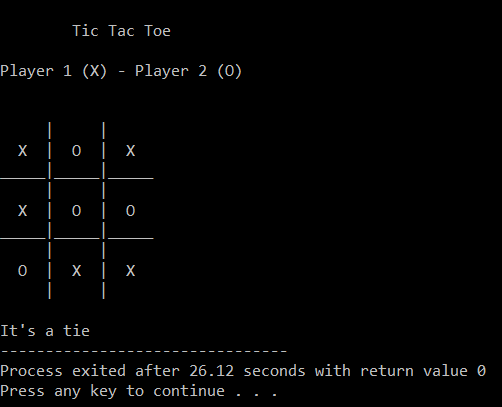 Tic Tac Toe
Player 1 (X) - Player 2 (O)
     |     |
  X  |  O  |  X
_____|_____|_____
     |     |
  X  |  O  |  O
_____|_____|_____
     |     |
  O  |  X  |  X
     |     |
It's a tie
--------------------------------
Process exited after 26.12 seconds with return value 0
Press any key to continue . . .